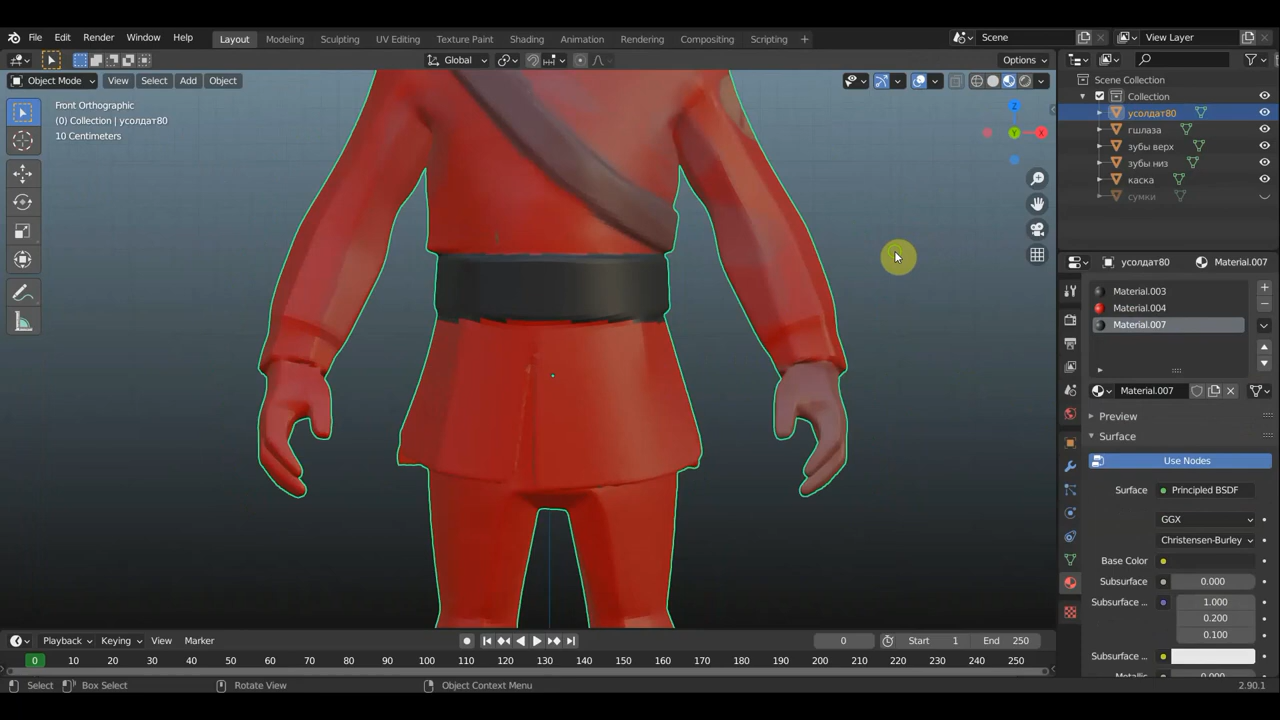 File Edit Render Window Help Layout Modeling Sculpting UV Editing Texture Paint Shading Animation Rendering Compositing Scripting + Scene View Layer
Global Options
Object Mode View Select Add Object
Front Orthographic
(0) Collection | усолдат80
10 Centimeters
Z
Y
X
Scene Collection
Collection
усолдат80
гшлаза
зубы верх
зубы низ
каска
сумки
усолдат80 Material.007
Material.003
Material.004
Material.007
Material.007
Preview
Surface
Use Nodes
Surface Principled BSDF
GGX
Christensen-Burley
Base Color
Subsurface 0.000
Subsurface ... 1.000
0.200
0.100
Subsurface ...
Metallic 0.000
Playback Keying View Marker 0 Start 1 End 250
0 10 20 30 40 50 60 70 80 90 100 110 120 130 140 150 160 170 180 190 200 210 220 230 240 250
Select Box Select Rotate View Object Context Menu 2.90.1